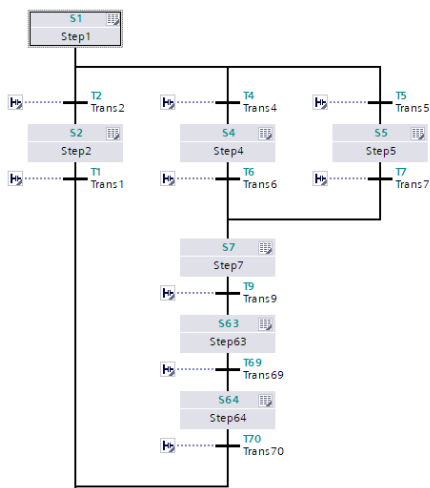 S1
Step1
T2
Trans2
T4
Trans4
T5
Trans5
S2
Step2
S4
Step4
S5
Step5
T1
Trans1
T6
Trans6
T7
Trans7
S7
Step7
T9
Trans9
S63
Step63
T69
Trans69
S64
Step64
T70
Trans70